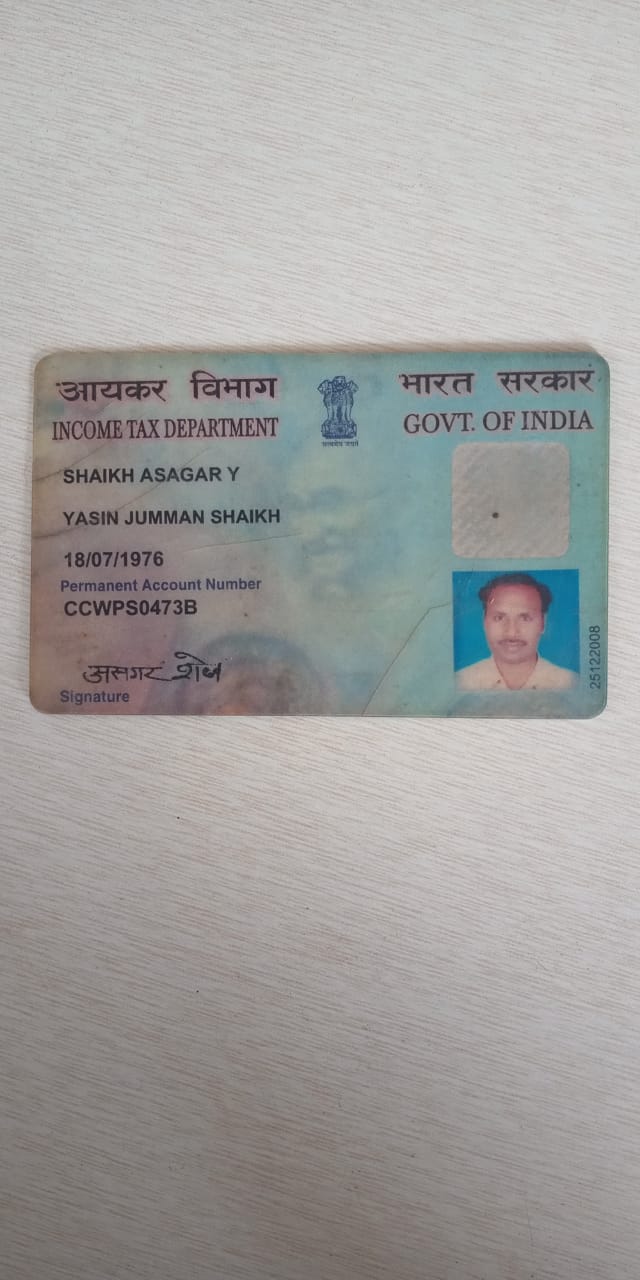 आयकर विभाग
INCOME TAX DEPARTMENT
सत्यमेव जयते
भारत सरकार
GOVT. OF INDIA
SHAIKH ASAGAR Y
YASIN JUMMAN SHAIKH
18/07/1976
Permanent Account Number
CCWPS0473B
असगर शेख
Signature
25122008